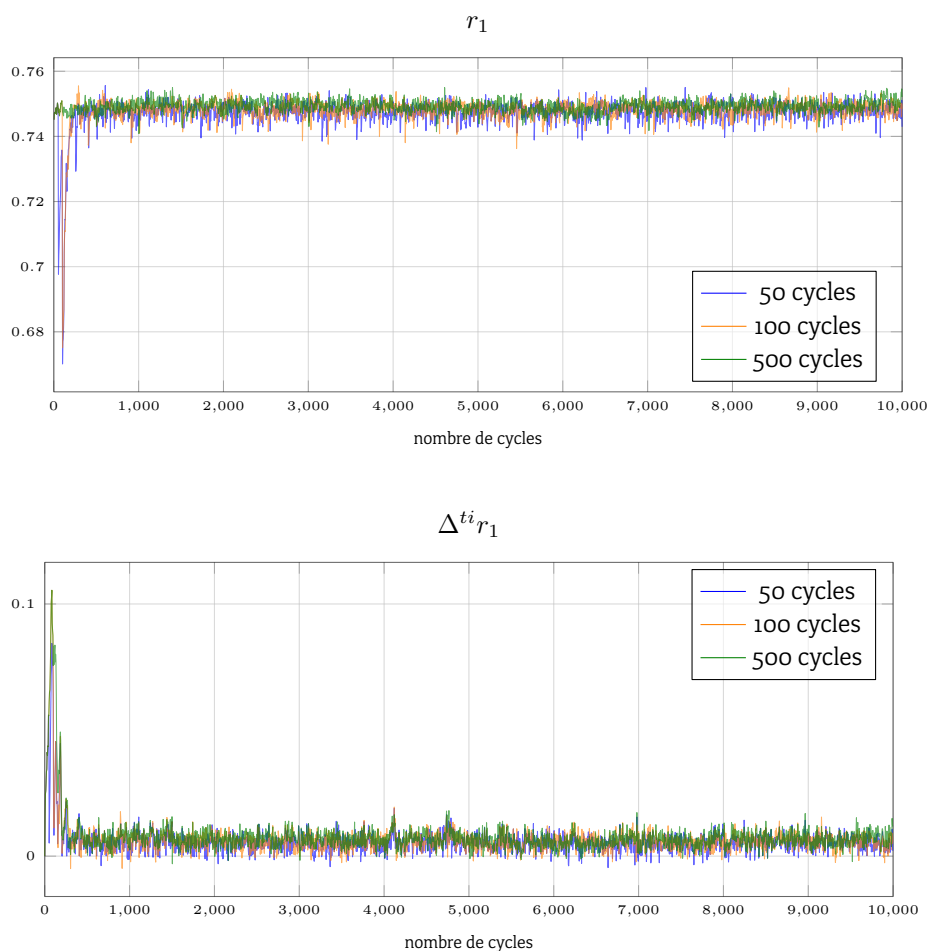 r₁
0.76
0.74
0.72
0.7
0.68
0 1,000 2,000 3,000 4,000 5,000 6,000 7,000 8,000 9,000 10,000
50 cycles
100 cycles
500 cycles
nombre de cycles
Δᵗⁱr₁
0.1
0
0 1,000 2,000 3,000 4,000 5,000 6,000 7,000 8,000 9,000 10,000
50 cycles
100 cycles
500 cycles
nombre de cycles